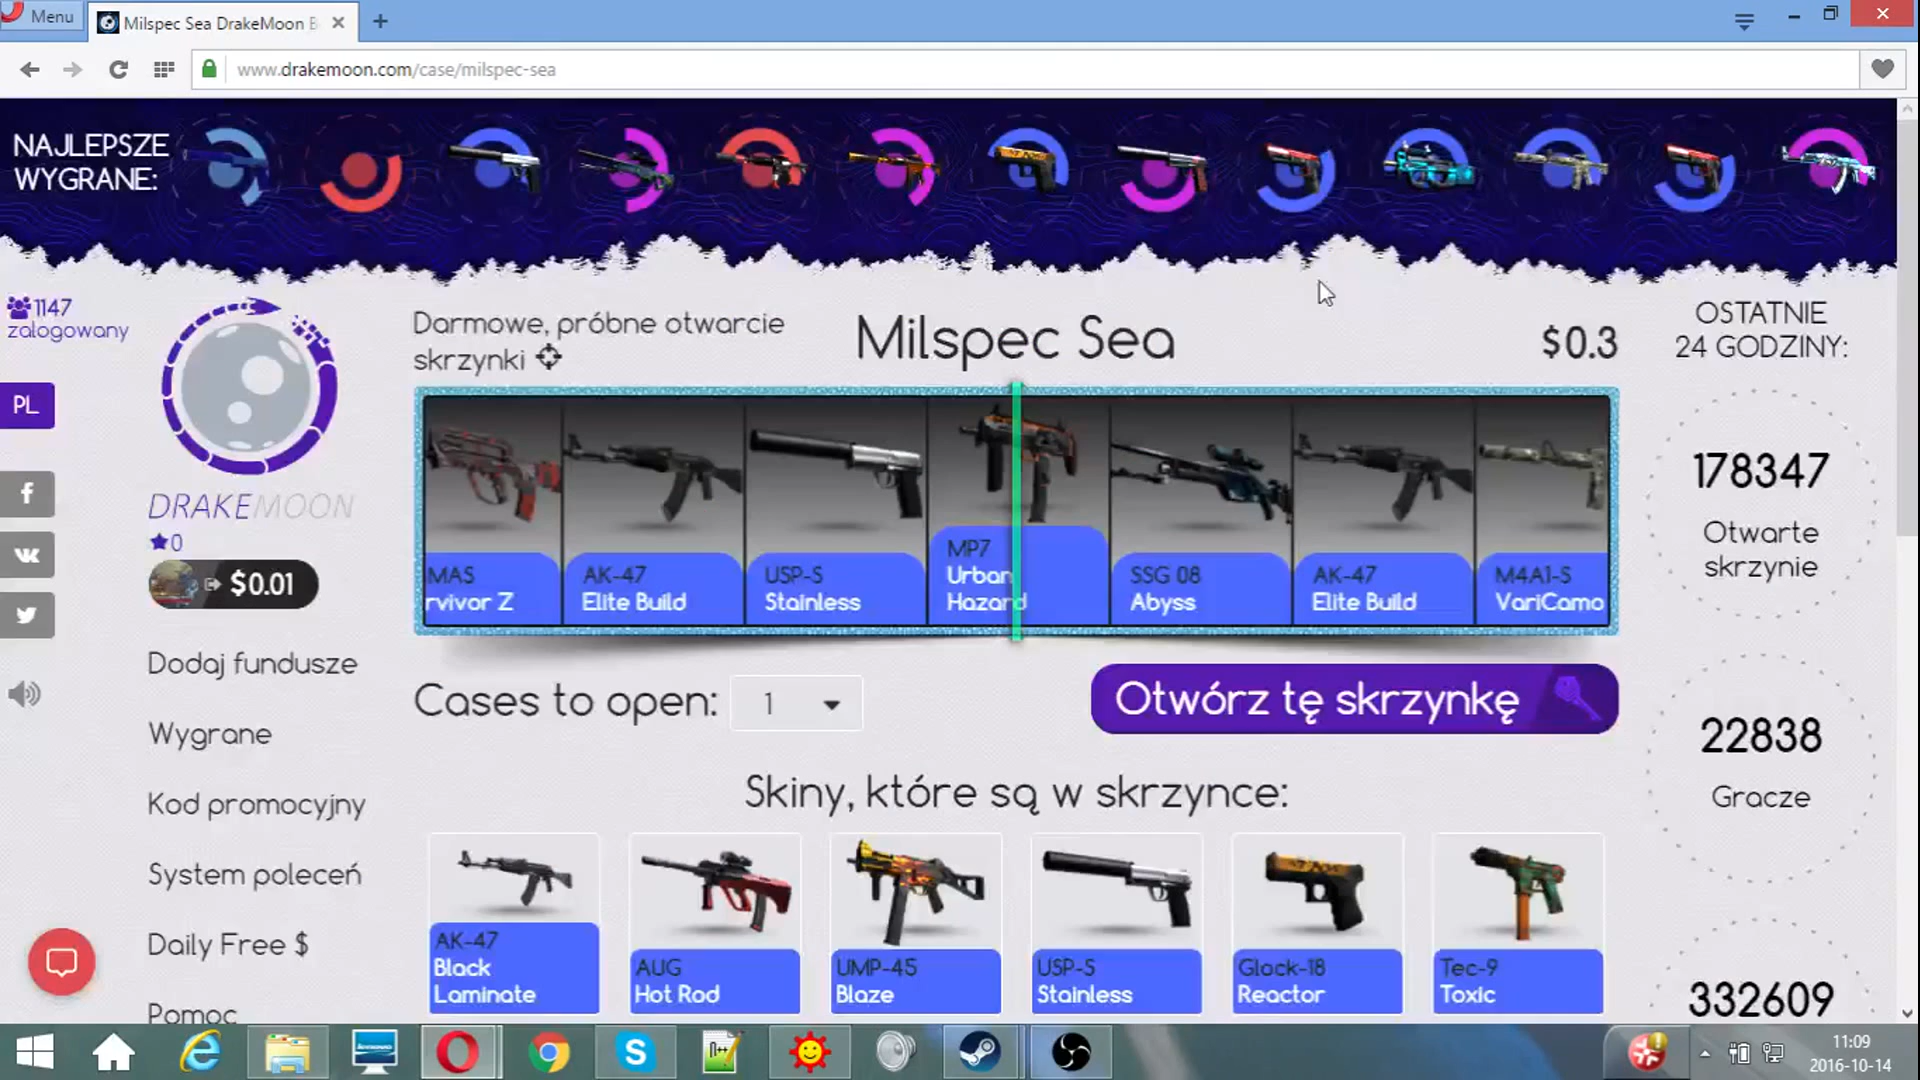 Menu
Milspec Sea DrakeMoon
www.drakemoon.com/case/milspec-sea
NAJLEPSZE
WYGRANE:
1147
zalogowany
PL
DRAKEMOON
0
$0.01
Dodaj fundusze
Wygrane
Kod promocyjny
System poleceń
Daily Free $
Pomoc
Darmowe, próbne otwarcie
skrzynki
Milspec Sea
$0.3
MAS
rvivor Z
AK-47
Elite Build
USP-S
Stainless
MP7
Urban
Hazard
SSG 08
Abyss
AK-47
Elite Build
M4A1-S
VariCamo
Cases to open:
1
Otwórz tę skrzynkę
Skiny, które są w skrzynce:
AK-47
Black
Laminate
AUG
Hot Rod
UMP-45
Blaze
USP-S
Stainless
Glock-18
Reactor
Tec-9
Toxic
OSTATNIE
24 GODZINY:
178347
Otwarte
skrzynie
22838
Gracze
332609
11:09
2016-10-14